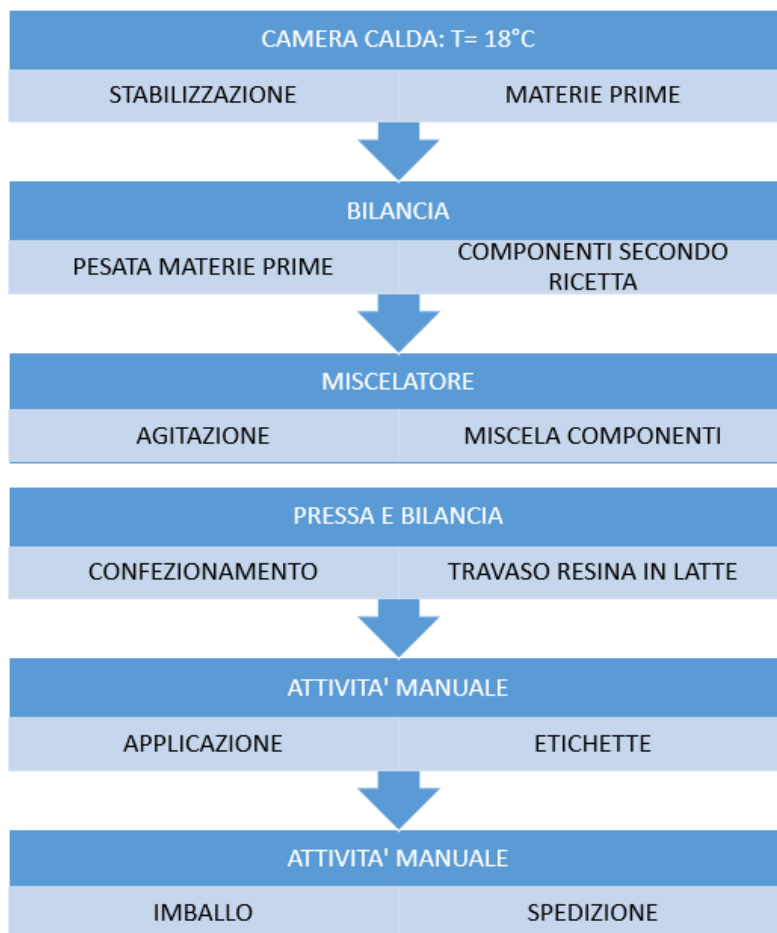 CAMERA CALDA: T= 18°C
STABILIZZAZIONE
MATERIE PRIME
BILANCIA
PESATA MATERIE PRIME
COMPONENTI SECONDO
RICETTA
MISCELATORE
AGITAZIONE
MISCELA COMPONENTI
PRESSA E BILANCIA
CONFEZIONAMENTO
TRAVASO RESINA IN LATTE
ATTIVITA' MANUALE
APPLICAZIONE
ETICHETTE
ATTIVITA' MANUALE
IMBALLO
SPEDIZIONE